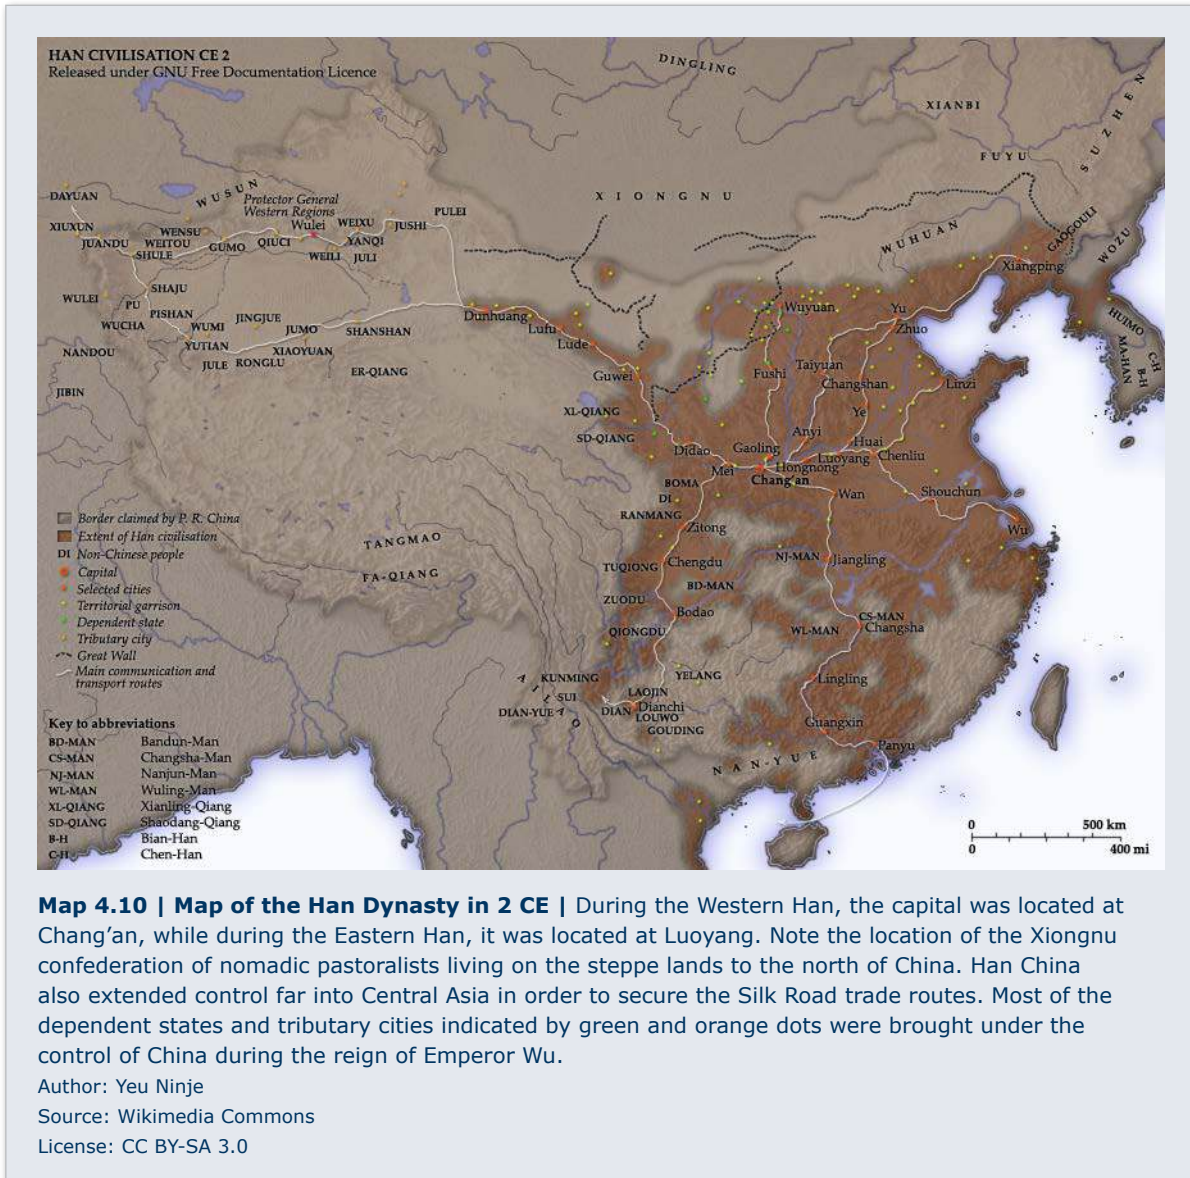 HAN CIVILISATION CE 2
Released under GNU Free Documentation Licence
DINGLING
XIANBI
SUZHEN
FUYU
XIONGNU
WUSUN
DAYUAN
Protector General
Western Regions
Wulei
WEIXU
PULEI
JUSHI
XIUXUN
WENSU
JUANDU
WEITOU
GUMO
QIUCI
YANQI
SHULE
WEILI
JULI
WUHUAN
GAOGOULI
WOZU
Xiangping
SHAJU
WULEI
PU
PISHAN
WUCHA
WUMI
JINGJUE
JUMO
SHANSHAN
Dunhuang
Lufu
Lude
Wuyuan
Yu
Zhuo
HUIMO
MA-HAN
C-H
B-H
NANDOU
YUTIAN
JULE
RONGLU
XIAOYUAN
ER-QIANG
JIBIN
Guwei
Fushi
Taiyuan
Changshan
Linzi
XL-QIANG
Ye
SD-QIANG
Didao
Gaoling
Anyi
Huai
Mei
Hongnong
Luoyang
Chenliu
Chang'an
BOMA
DI
Wan
Shouchun
RANMANG
Zitong
Wu
TANGMAO
FA-QIANG
TUQIONG
Chengdu
NJ-MAN
Jiangling
BD-MAN
ZUODU
Bodao
QIONGDU
WL-MAN
CS-MAN
Changsha
KUNMING
YELANG
Lingling
AILAO
SUI
LAOJIN
DIAN-YUE
DIAN
Dianchi
LOUWO
GOUDING
Guangxin
NAN-YUE
Panyu
Border claimed by P. R. China
Extent of Han civilisation
DI Non-Chinese people
Capital
Selected cities
Territorial garrison
Dependent state
Tributary city
Great Wall
Main communication and
transport routes
Key to abbreviations
BD-MAN Bandun-Man
CS-MAN Changsha-Man
NJ-MAN Nanjun-Man
WL-MAN Wuling-Man
XL-QIANG Xianling-Qiang
SD-QIANG Shaodang-Qiang
B-H Bian-Han
C-H Chen-Han
0 500 km
0 400 mi
Map 4.10 | Map of the Han Dynasty in 2 CE | During the Western Han, the capital was located at
Chang’an, while during the Eastern Han, it was located at Luoyang. Note the location of the Xiongnu
confederation of nomadic pastoralists living on the steppe lands to the north of China. Han China
also extended control far into Central Asia in order to secure the Silk Road trade routes. Most of the
dependent states and tributary cities indicated by green and orange dots were brought under the
control of China during the reign of Emperor Wu.
Author: Yeu Ninje
Source: Wikimedia Commons
License: CC BY-SA 3.0